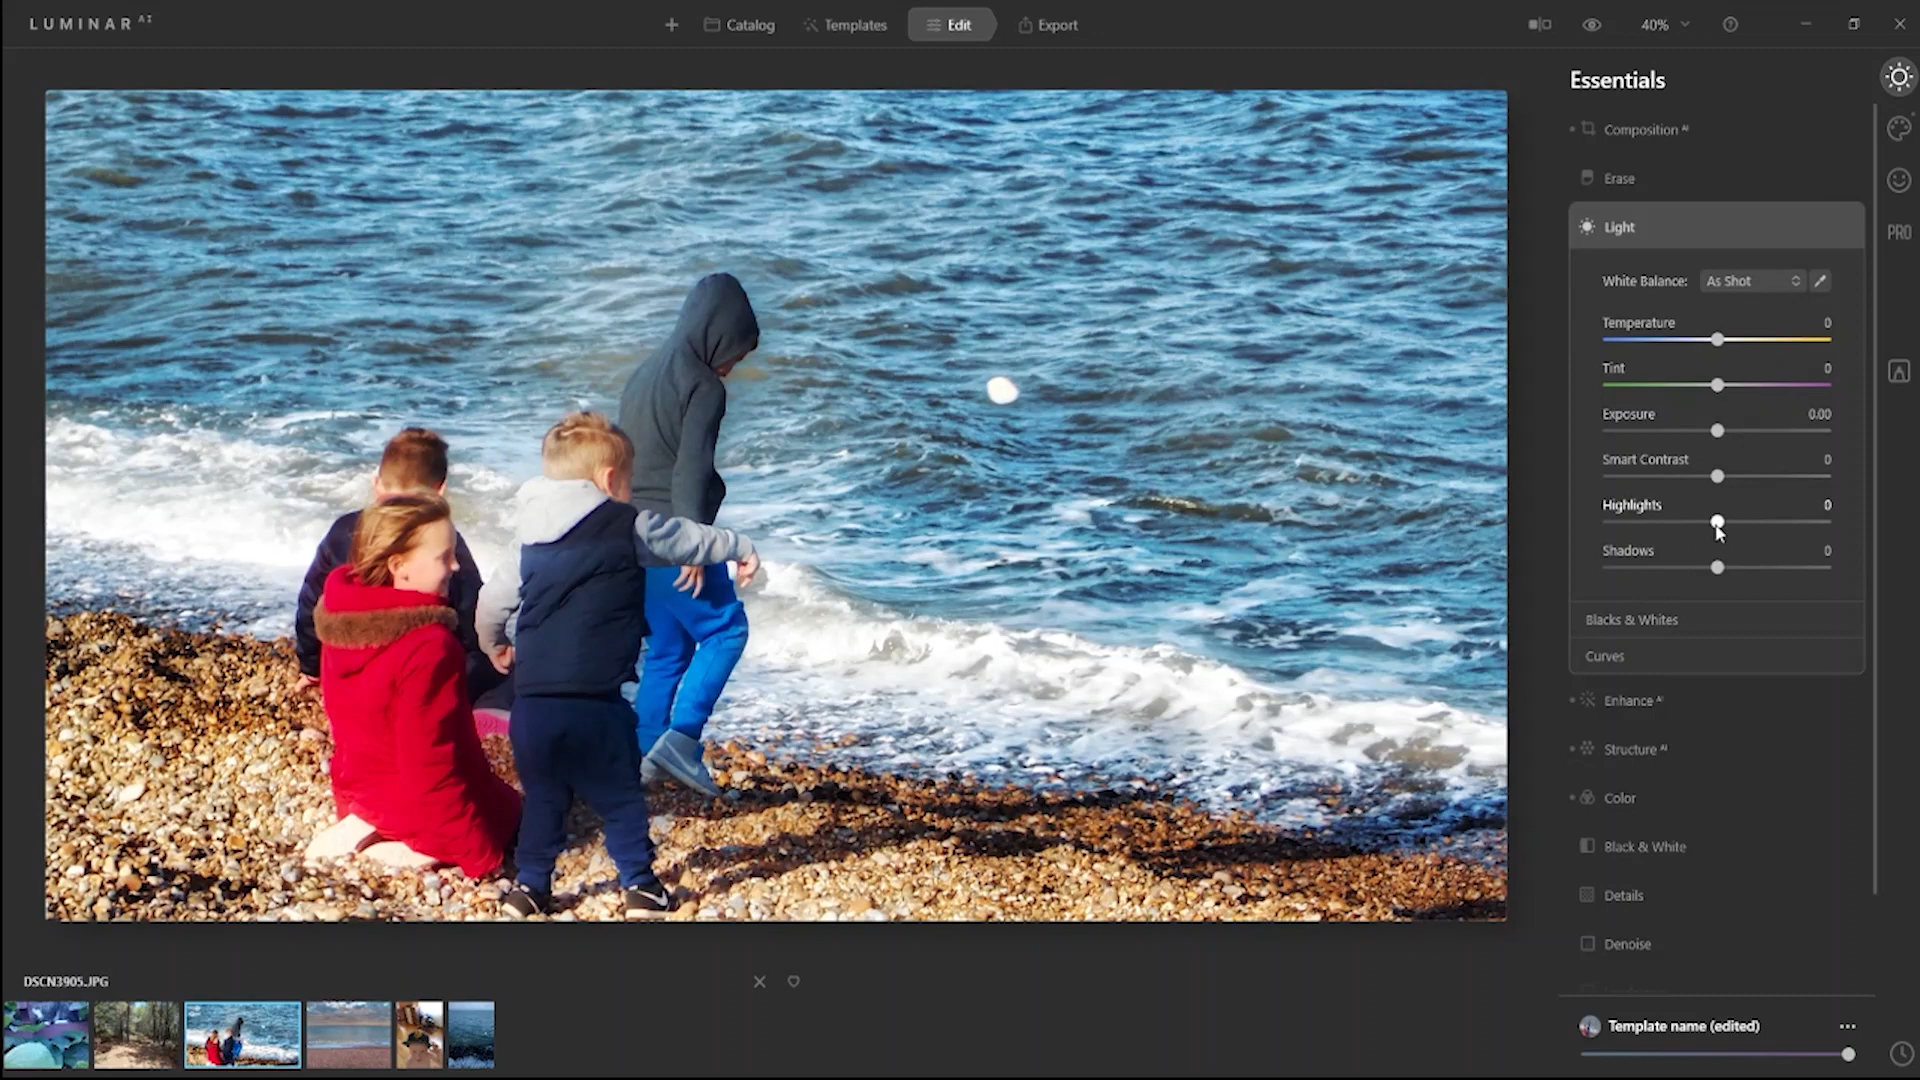 LUMINAR AI
Catalog
Templates
Edit
Export
40%
Essentials
Composition AI
Erase
Light
PRO
White Balance: As Shot
Temperature 0
Tint 0
Exposure 0.00
Smart Contrast 0
Highlights 0
Shadows 0
Blacks & Whites
Curves
Enhance AI
Structure AI
Color
Black & White
Details
Denoise
DSCN3905.JPG
Template name (edited)